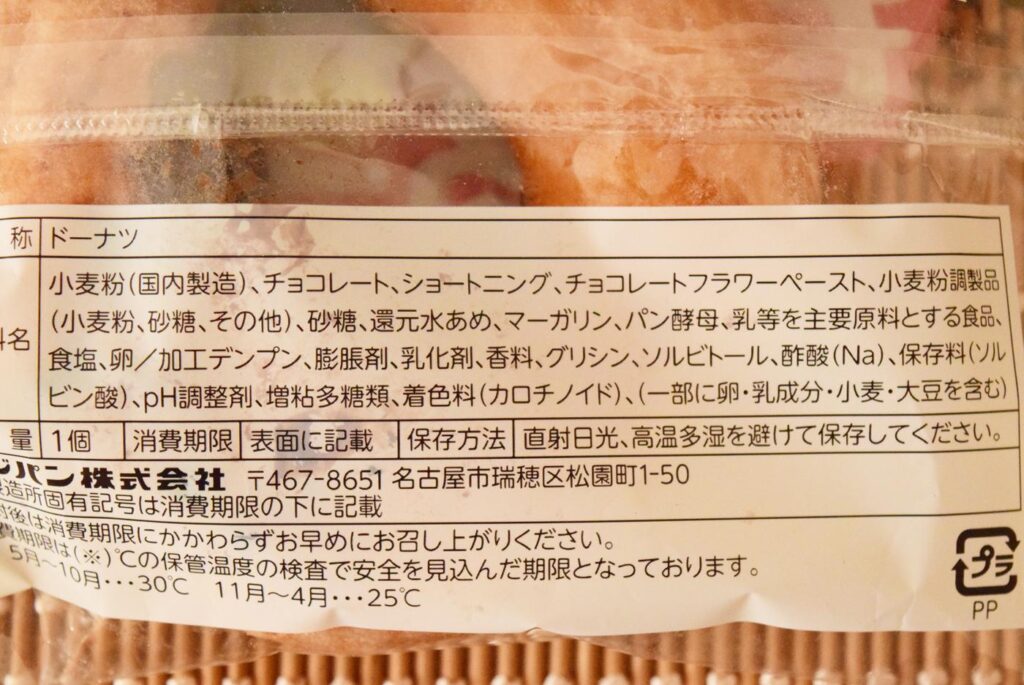 称 ドーナツ
小麦粉(国内製造)、チョコレート、ショートニング、チョコレートフラワーペースト、小麦粉調製品
(小麦粉、砂糖、その他)、砂糖、還元水あめ、マーガリン、パン酵母、乳等を主要原料とする食品、
名 食塩、卵／加工デンプン、膨脹剤、乳化剤、香料、グリシン、ソルビトール、酢酸(Na)、保存料(ソル
ビン酸)、pH調整剤、増粘多糖類、着色料(カロチノイド)、(一部に卵・乳成分・小麦・大豆を含む)
量 1個 消費期限 表面に記載 保存方法 直射日光、高温多湿を避けて保存してください。
ジパン株式会社 〒467-8651 名古屋市瑞穂区松園町1-50
造所固有記号は消費期限の下に記載
封後は消費期限にかかわらずお早めにお召し上がりください。
費期限は(※)℃の保管温度の検査で安全を見込んだ期限となっております。
5月～10月・・・30℃ 11月～4月・・・25℃
プラ
PP